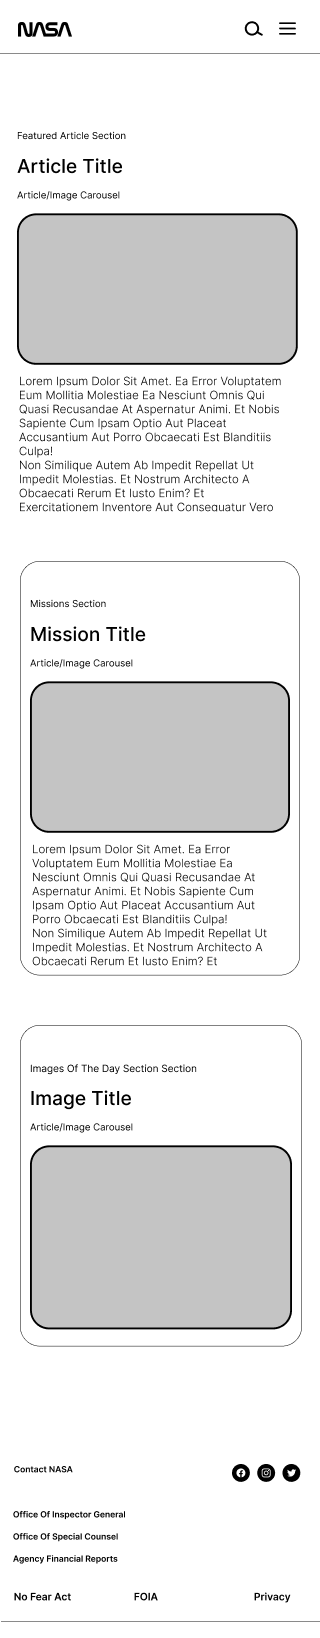 NASA
Featured Article Section
Article Title
Article/Image Carousel
Lorem Ipsum Dolor Sit Amet. Ea Error Voluptatem
Eum Mollitia Molestiae Ea Nesciunt Omnis Qui
Quasi Recusandae At Aspernatur Animi. Et Nobis
Sapiente Cum Ipsam Optio Aut Placeat
Accusantium Aut Porro Obcaecati Est Blanditiis
Culpa!
Non Similique Autem Ab Impedit Repellat Ut
Impedit Molestias. Et Nostrum Architecto A
Obcaecati Rerum Et Iusto Enim? Et
Exercitationem Inventore Aut Consequatur Vero
Missions Section
Mission Title
Article/Image Carousel
Lorem Ipsum Dolor Sit Amet. Ea Error
Voluptatem Eum Mollitia Molestiae Ea
Nesciunt Omnis Qui Quasi Recusandae At
Aspernatur Animi. Et Nobis Sapiente Cum
Ipsam Optio Aut Placeat Accusantium Aut
Porro Obcaecati Est Blanditiis Culpa!
Non Similique Autem Ab Impedit Repellat Ut
Impedit Molestias. Et Nostrum Architecto A
Obcaecati Rerum Et Iusto Enim? Et
Images Of The Day Section Section
Image Title
Article/Image Carousel
Contact NASA
Office Of Inspector General
Office Of Special Counsel
Agency Financial Reports
No Fear Act FOIA Privacy